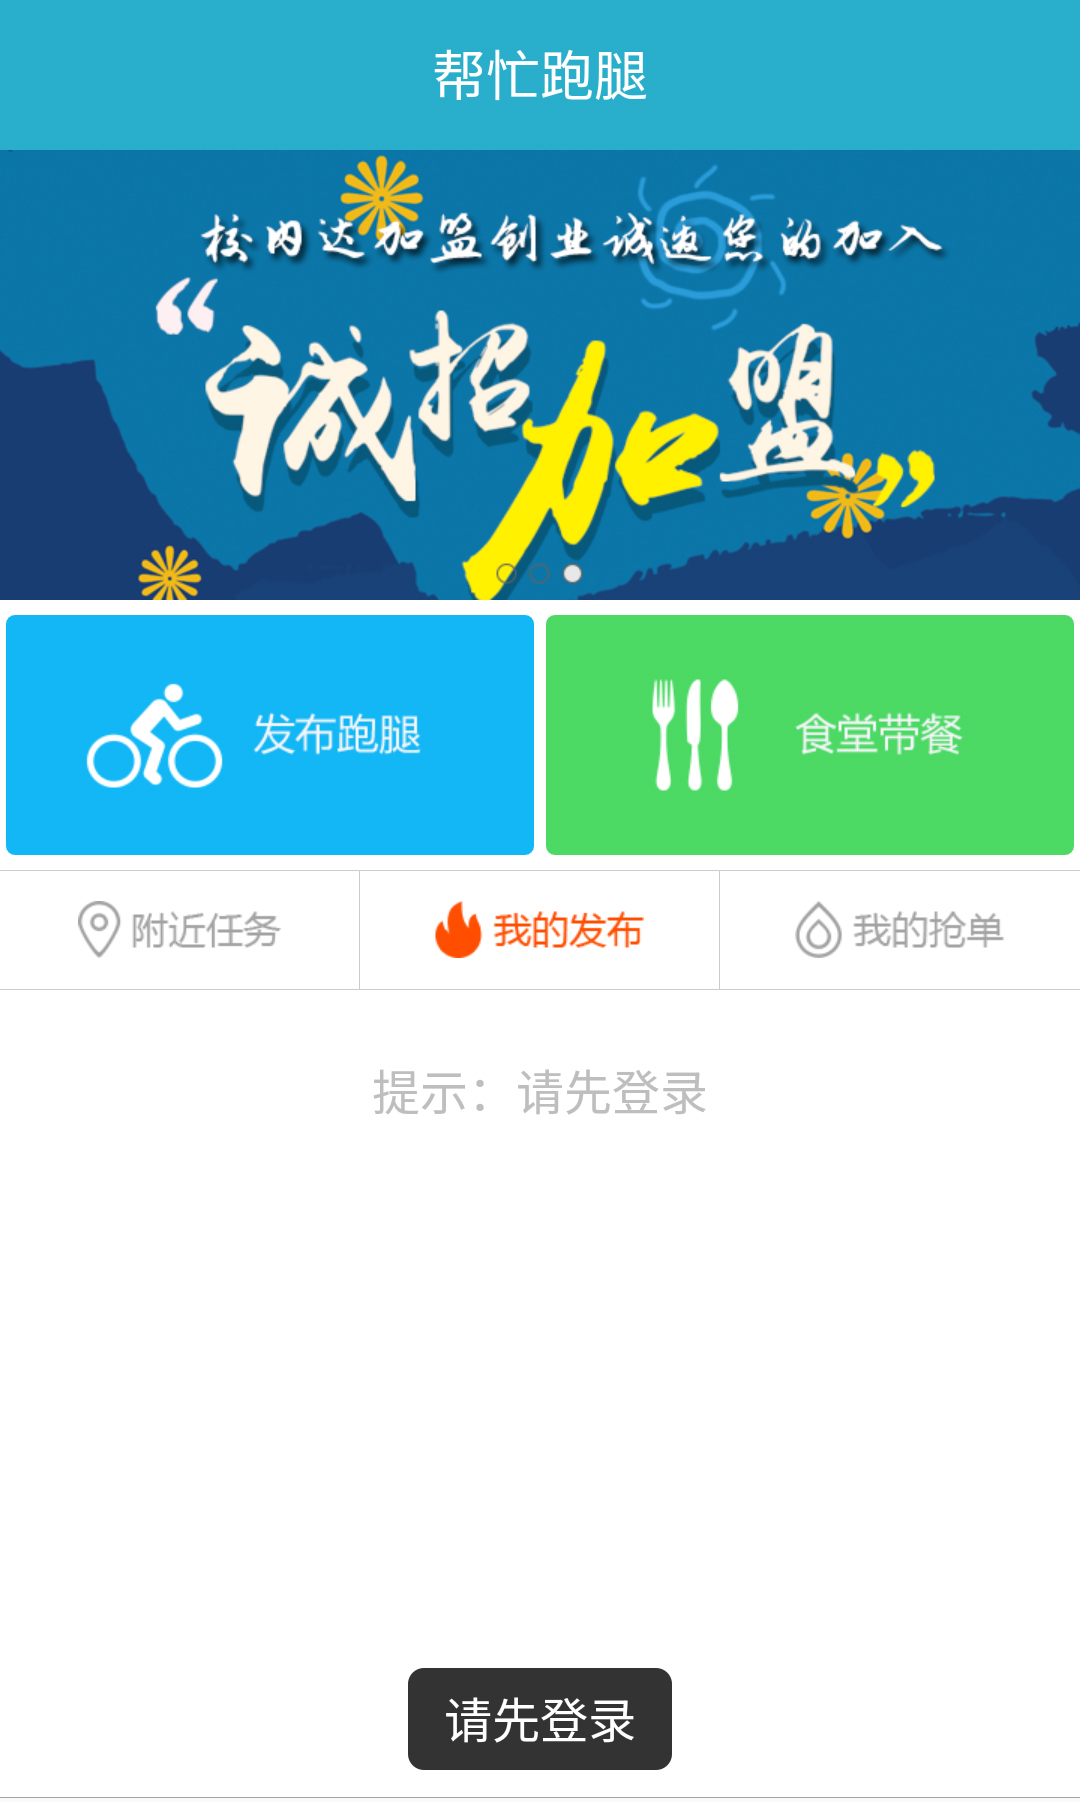 帮忙跑腿
校内达加盟创业诚邀您的加入
“诚招加盟”
发布跑腿
食堂带餐
附近任务
我的发布
我的抢单
提示：请先登录
请先登录